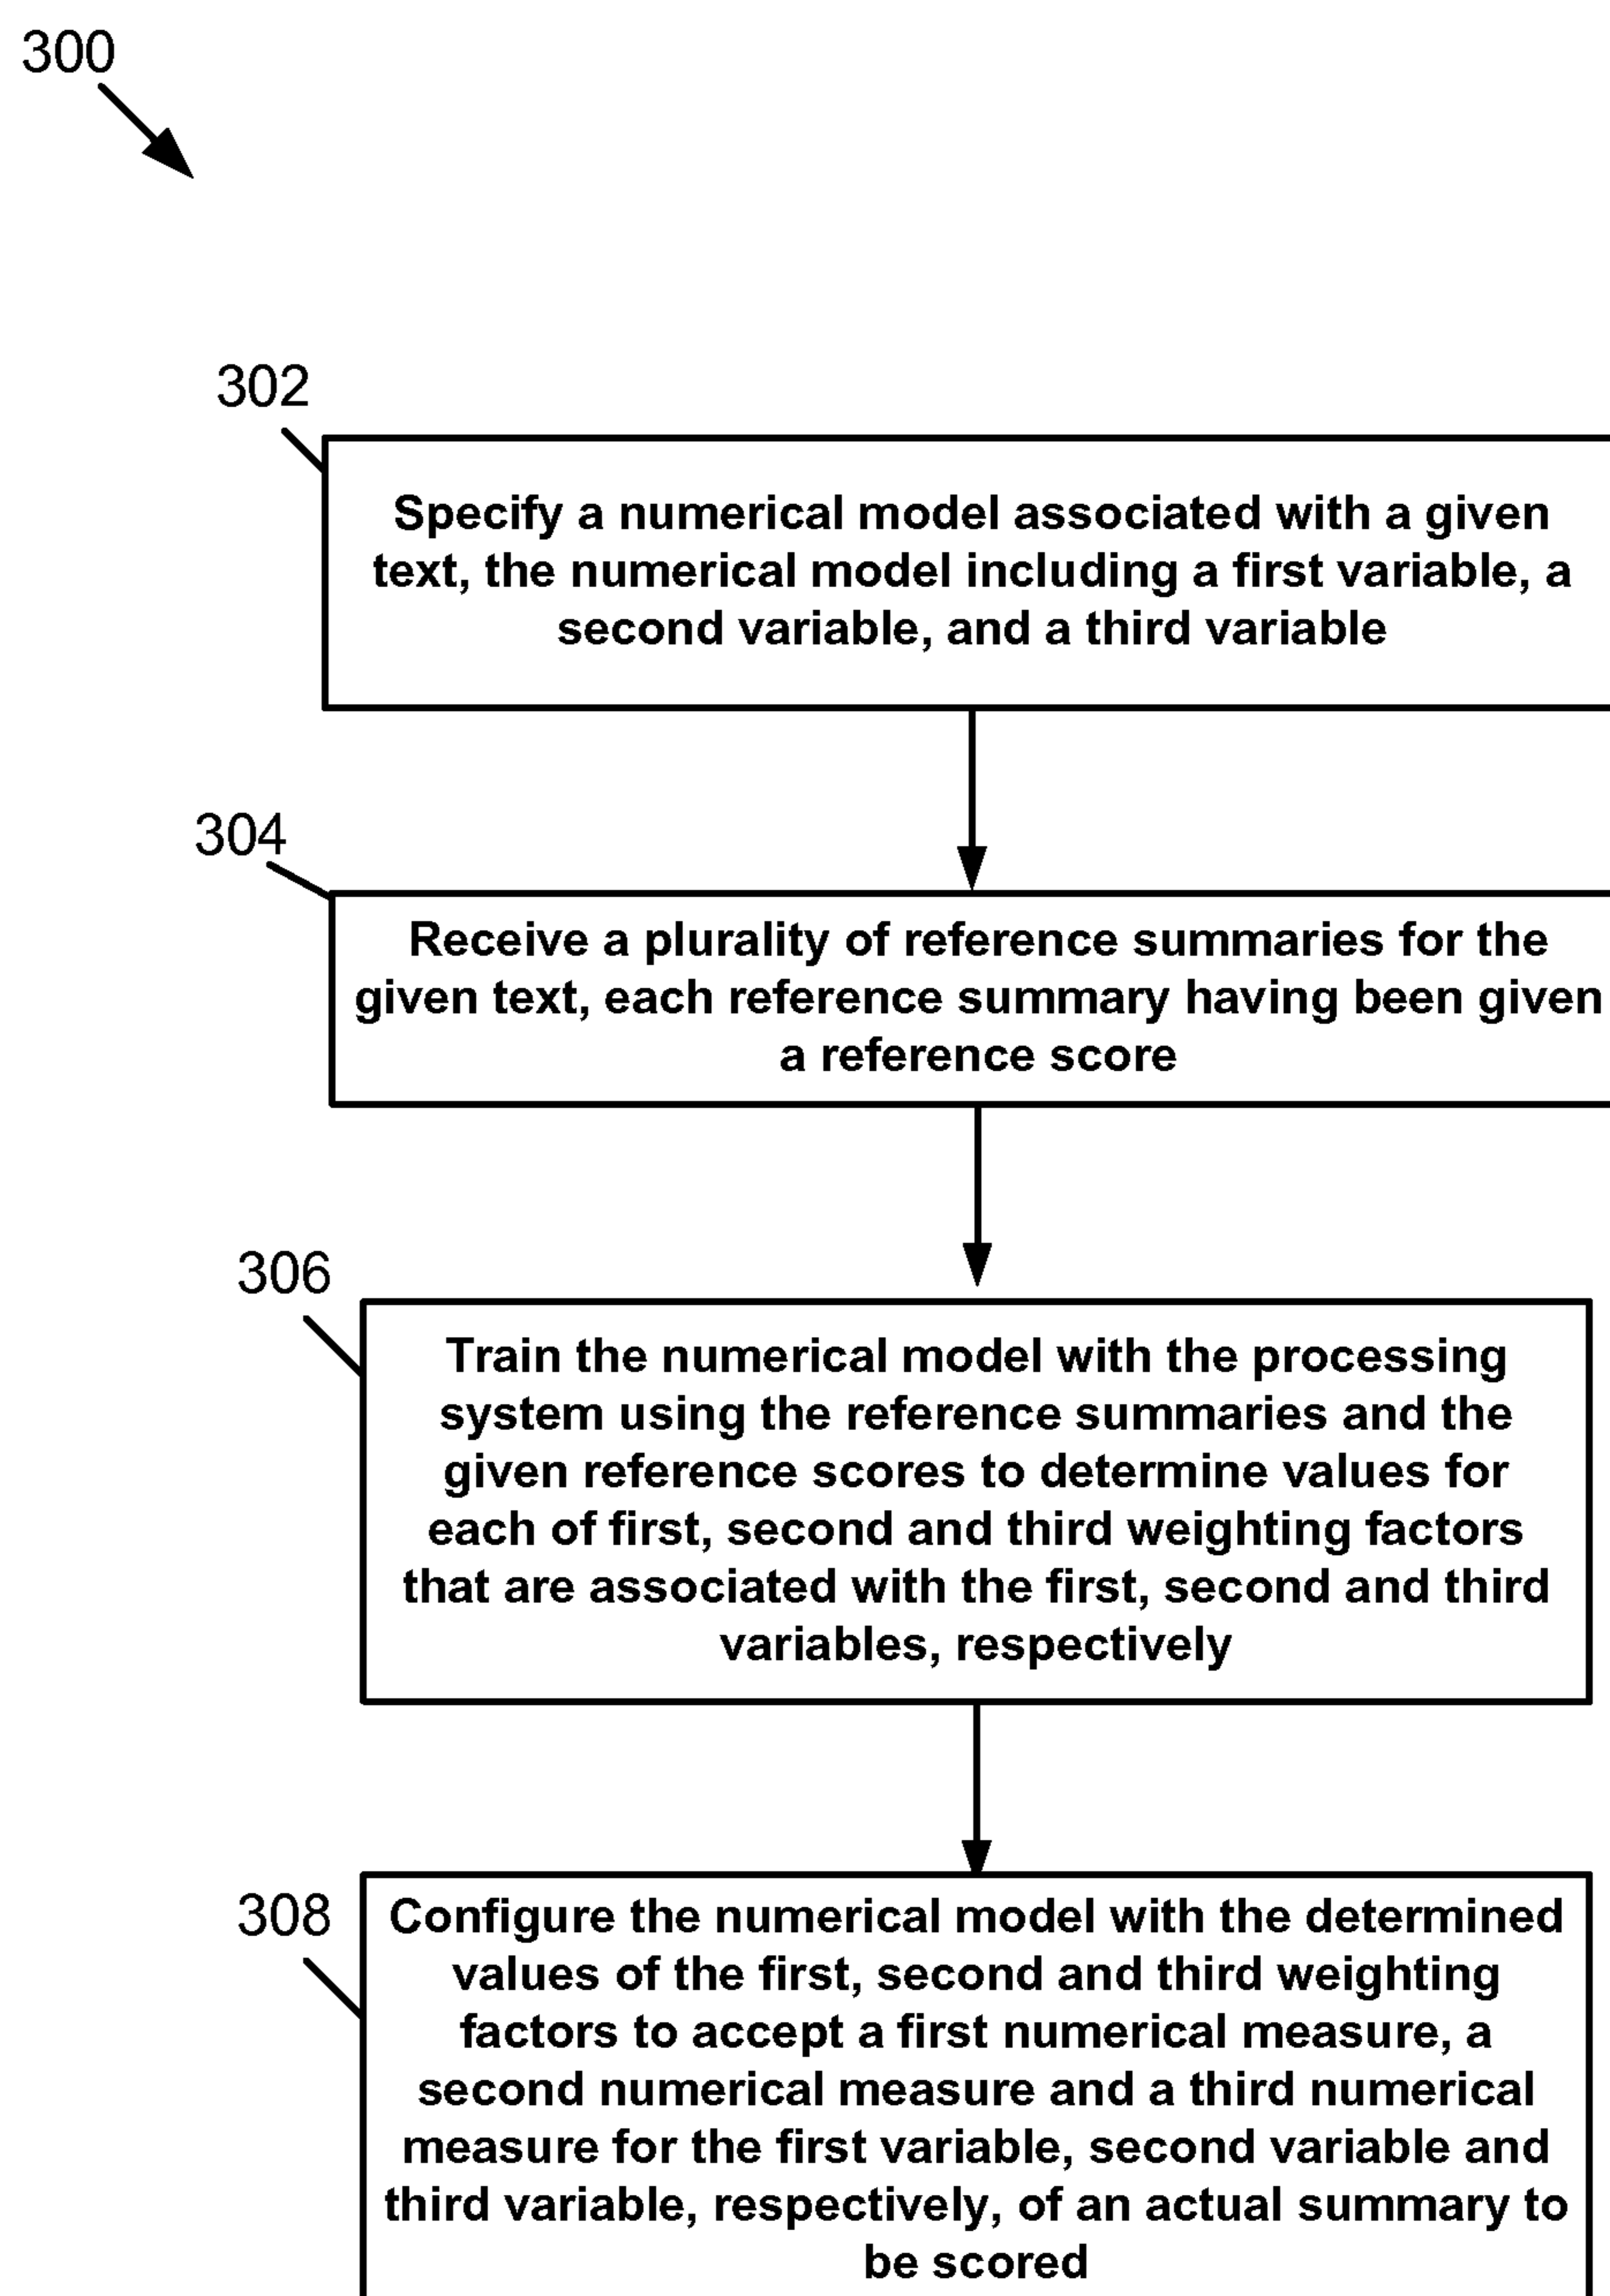 300
302
Specify a numerical model associated with a given
text, the numerical model including a first variable, a
second variable, and a third variable
304
Receive a plurality of reference summaries for the
given text, each reference summary having been given
a reference score
306
Train the numerical model with the processing
system using the reference summaries and the
given reference scores to determine values for
each of first, second and third weighting factors
that are associated with the first, second and third
variables, respectively
308
Configure the numerical model with the determined
values of the first, second and third weighting
factors to accept a first numerical measure, a
second numerical measure and a third numerical
measure for the first variable, second variable and
third variable, respectively, of an actual summary to
be scored